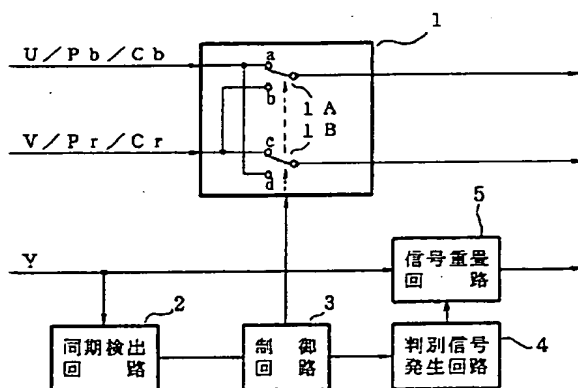 1
U/Pb/Cb
a
b
1A
1B
V/Pr/Cr
c
d
5
Y
信号重畳
回路
2
3
同期検出
回路
制御
回路
判別信号
発生回路
4